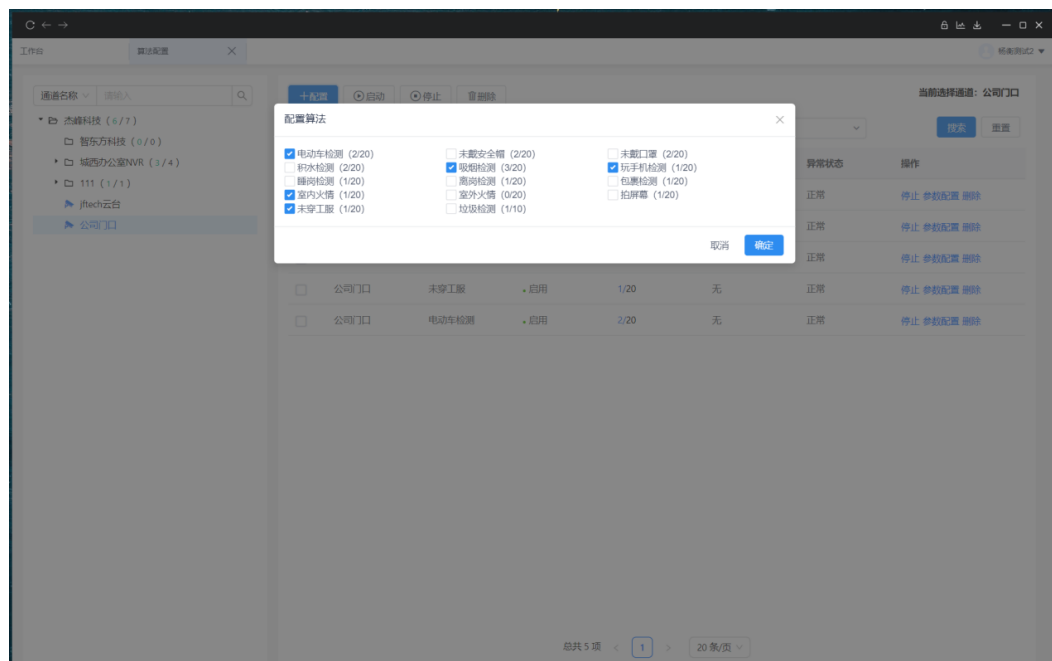 工作台 算法配置 杨彬测试2
通道名称 请输入 配置 启动 停止 删除 当前选择通道：公司门口
杰峰科技 (6/7) 搜索 重置
智东方科技 (0/0)
城西办公室NVR (3/4)
111 (1/1)
jftech云台
公司门口
配置算法
电动车检测 (2/20) 未戴安全帽 (2/20) 未戴口罩 (2/20)
积水检测 (2/20) 吸烟检测 (3/20) 玩手机检测 (1/20)
睡岗检测 (1/20) 离岗检测 (1/20) 包裹检测 (1/20)
室内火情 (1/20) 室外火情 (0/20) 拍屏幕 (1/20)
未穿工服 (1/20) 垃圾检测 (1/10)
取消 确定
异常状态 操作
正常 停止 参数配置 删除
正常 停止 参数配置 删除
正常 停止 参数配置 删除
公司门口 未穿工服 启用 1/20 无 正常 停止 参数配置 删除
公司门口 电动车检测 启用 2/20 无 正常 停止 参数配置 删除
总共 5 项 < 1 > 20 条/页